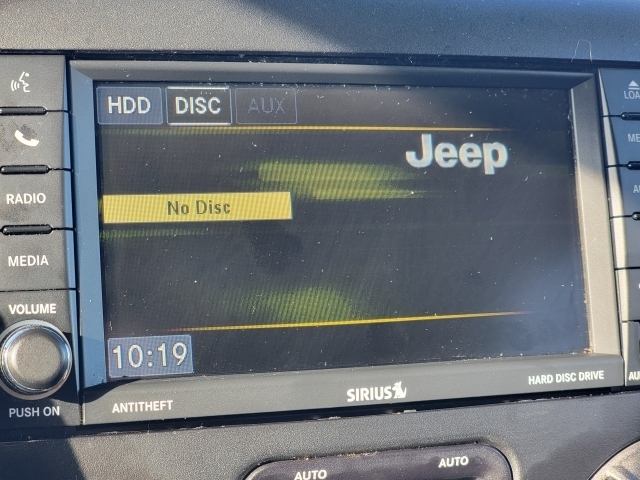 HDD DISC AUX
Jeep
No Disc
10:19
RADIO
MEDIA
VOLUME
PUSH ON
ANTITHEFT
SIRIUS
HARD DISC DRIVE
AUTO AUTO